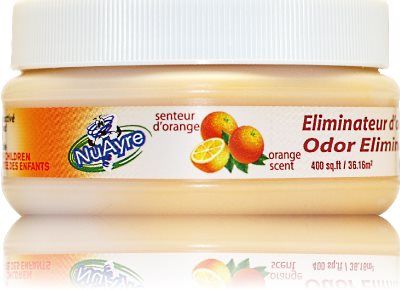 CHILDREN
DES ENFANTS
NuAyre
senteur
d'orange
orange
scent
Eliminateur d'o
Odor Elimin
400 sq.ft / 36.16m²